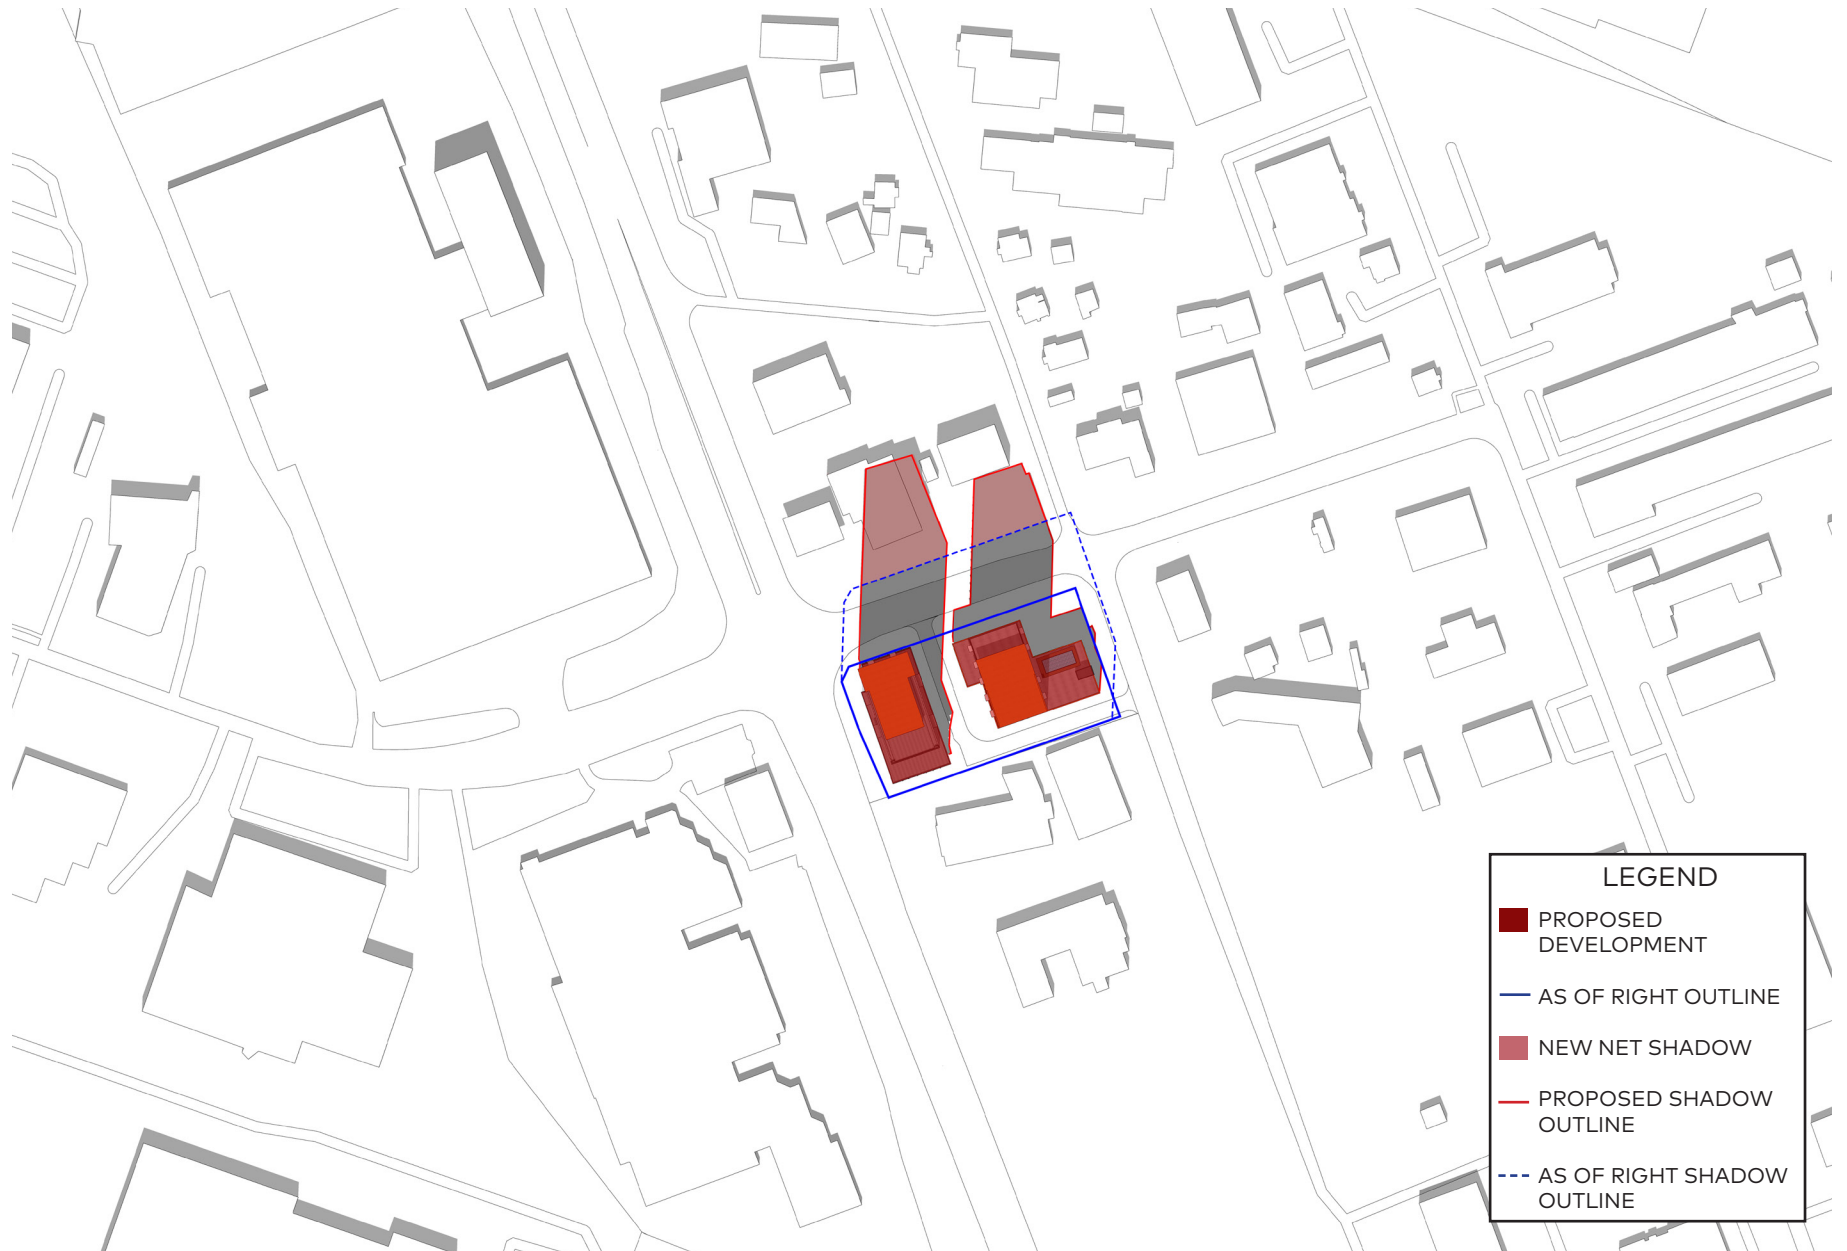 LEGEND
PROPOSED
DEVELOPMENT
AS OF RIGHT OUTLINE
NEW NET SHADOW
PROPOSED SHADOW
OUTLINE
AS OF RIGHT SHADOW
OUTLINE